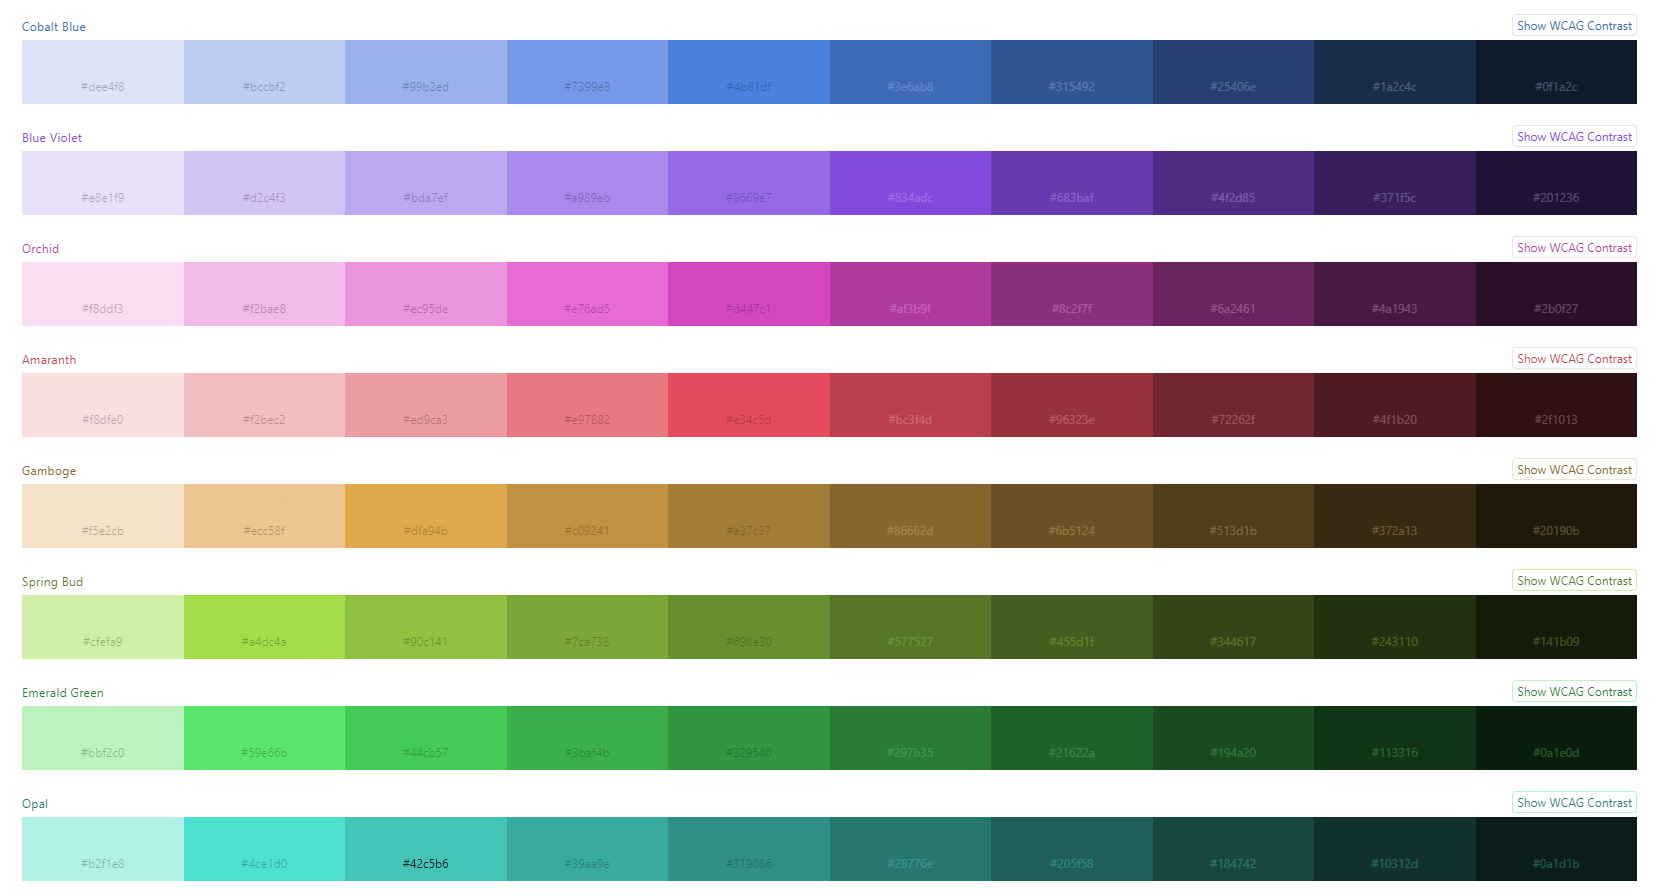 Cobalt Blue Show WCAG Contrast
#dee4f8 #bccbf2 #99b2ed #7399e8 #4b81df #3e6ab8 #315492 #25406e #1a2c4c #0f1a2c
Blue Violet Show WCAG Contrast
#e8e1f9 #d2c4f3 #bda7ef #a989eb #9669e7 #834adc #683baf #4f2d85 #371f5c #201236
Orchid Show WCAG Contrast
#f8ddf3 #f2bae8 #ec95de #e76ad5 #d447c1 #af3b9f #8c2f7f #6a2461 #4a1943 #2b0f27
Amaranth Show WCAG Contrast
#f8dfe0 #f2bec2 #ed9ca3 #e97882 #e34c5d #bc3f4d #96323e #72262f #4f1b20 #2f1013
Gamboge Show WCAG Contrast
#f5e2cb #ecc58f #dfa94b #c09241 #a37c37 #86662d #6b5124 #513d1b #372a13 #20190b
Spring Bud Show WCAG Contrast
#cfefa9 #a4dc4a #90c141 #7ca738 #698e30 #577527 #455d1f #344617 #243110 #141b09
Emerald Green Show WCAG Contrast
#bbf2c0 #59e66b #44cb57 #3baf4b #329540 #297b35 #21622a #194a20 #113316 #0a1e0d
Opal Show WCAG Contrast
#b2f1e8 #4ce1d0 #42c5b6 #39aa9e #319086 #28776e #205f58 #184742 #10312d #0a1d1b